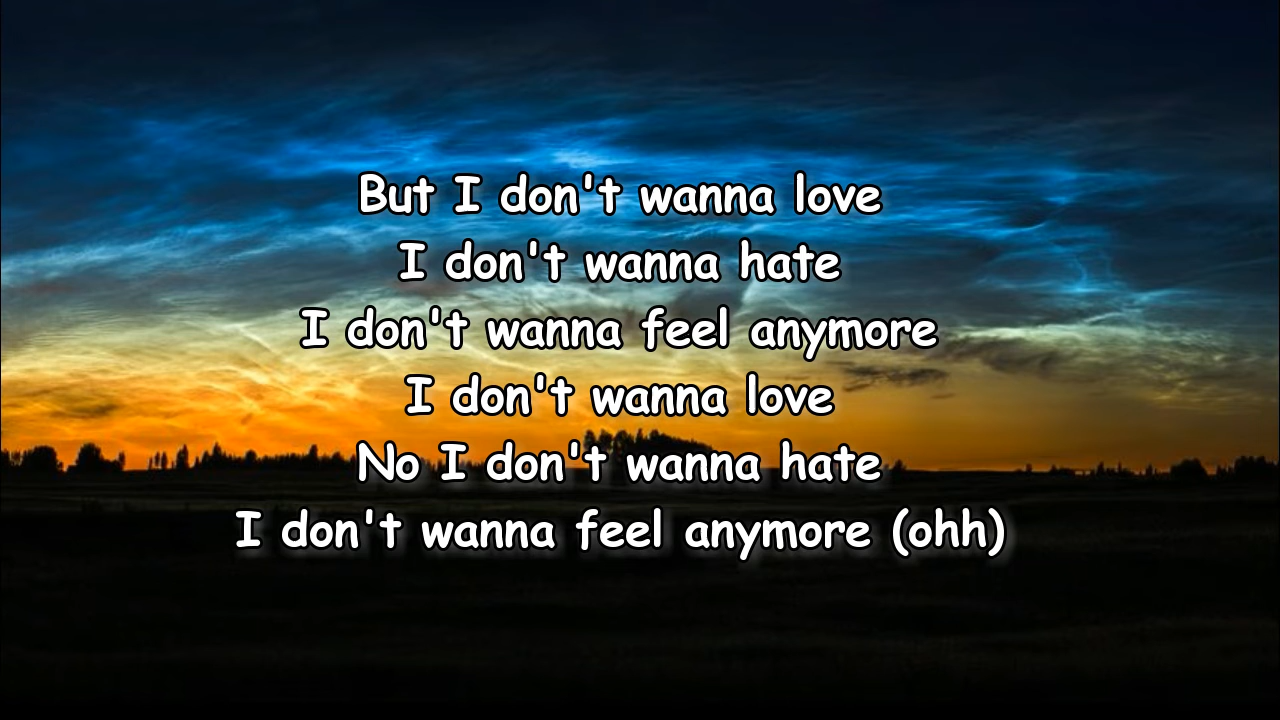 But I don't wanna love
I don't wanna hate
I don't wanna feel anymore
I don't wanna love
No I don't wanna hate
I don't wanna feel anymore (ohh)